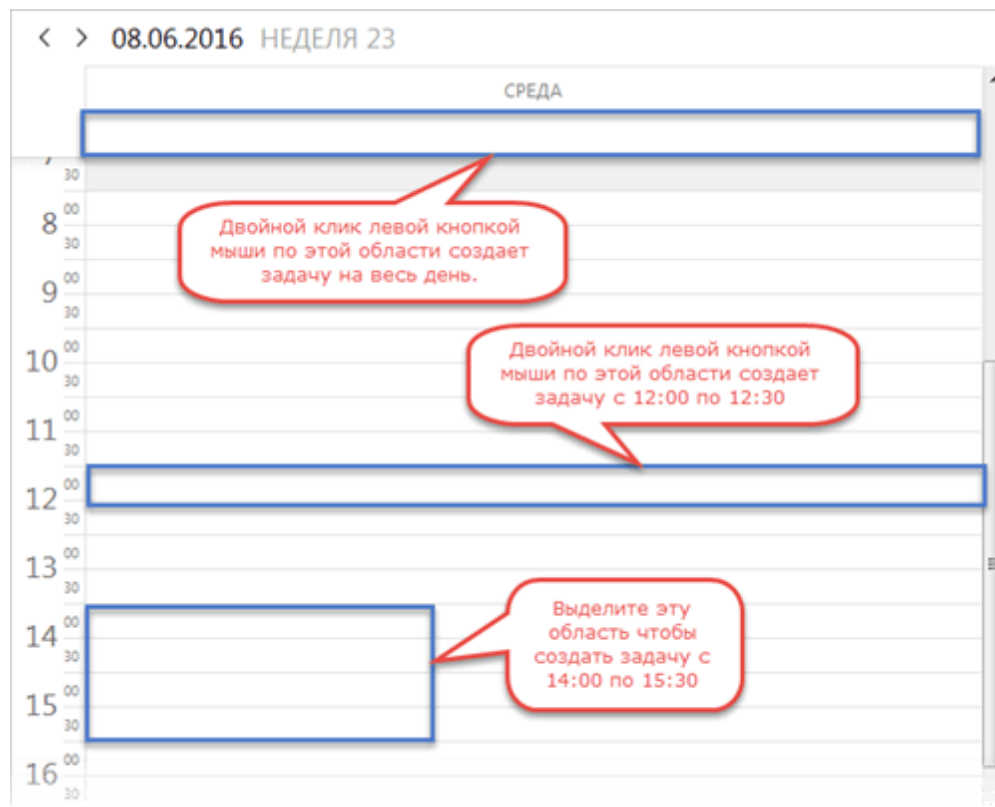 08.06.2016 НЕДЕЛЯ 23
СРЕДА
30
8 00
30
Двойной клик левой кнопкой
мыши по этой области создает
задачу на весь день.
9 00
30
10 00
30
Двойной клик левой кнопкой
мыши по этой области создает
задачу с 12:00 по 12:30
11 00
30
12 00
30
13 00
30
14 00
30
Выделите эту
область чтобы
создать задачу с
14:00 по 15:30
15 00
30
16 00
30